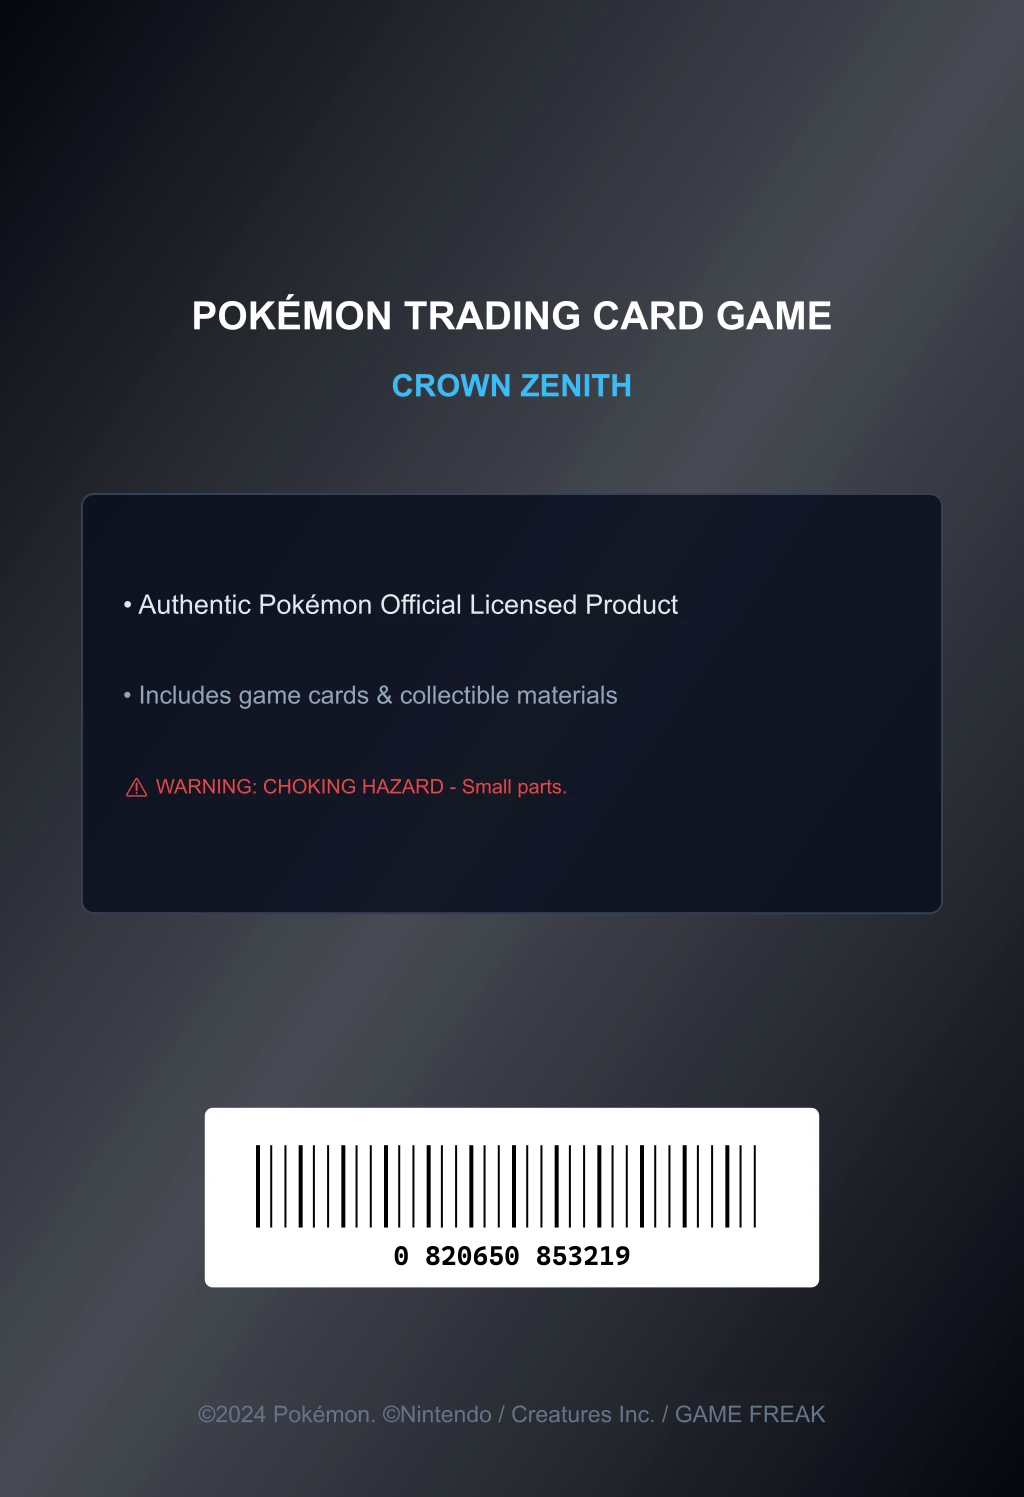 POKÉMON TRADING CARD GAME
CROWN ZENITH
• Authentic Pokémon Official Licensed Product
• Includes game cards & collectible materials
⚠ WARNING: CHOKING HAZARD - Small parts.
0 820650 853219
©2024 Pokémon. ©Nintendo / Creatures Inc. / GAME FREAK